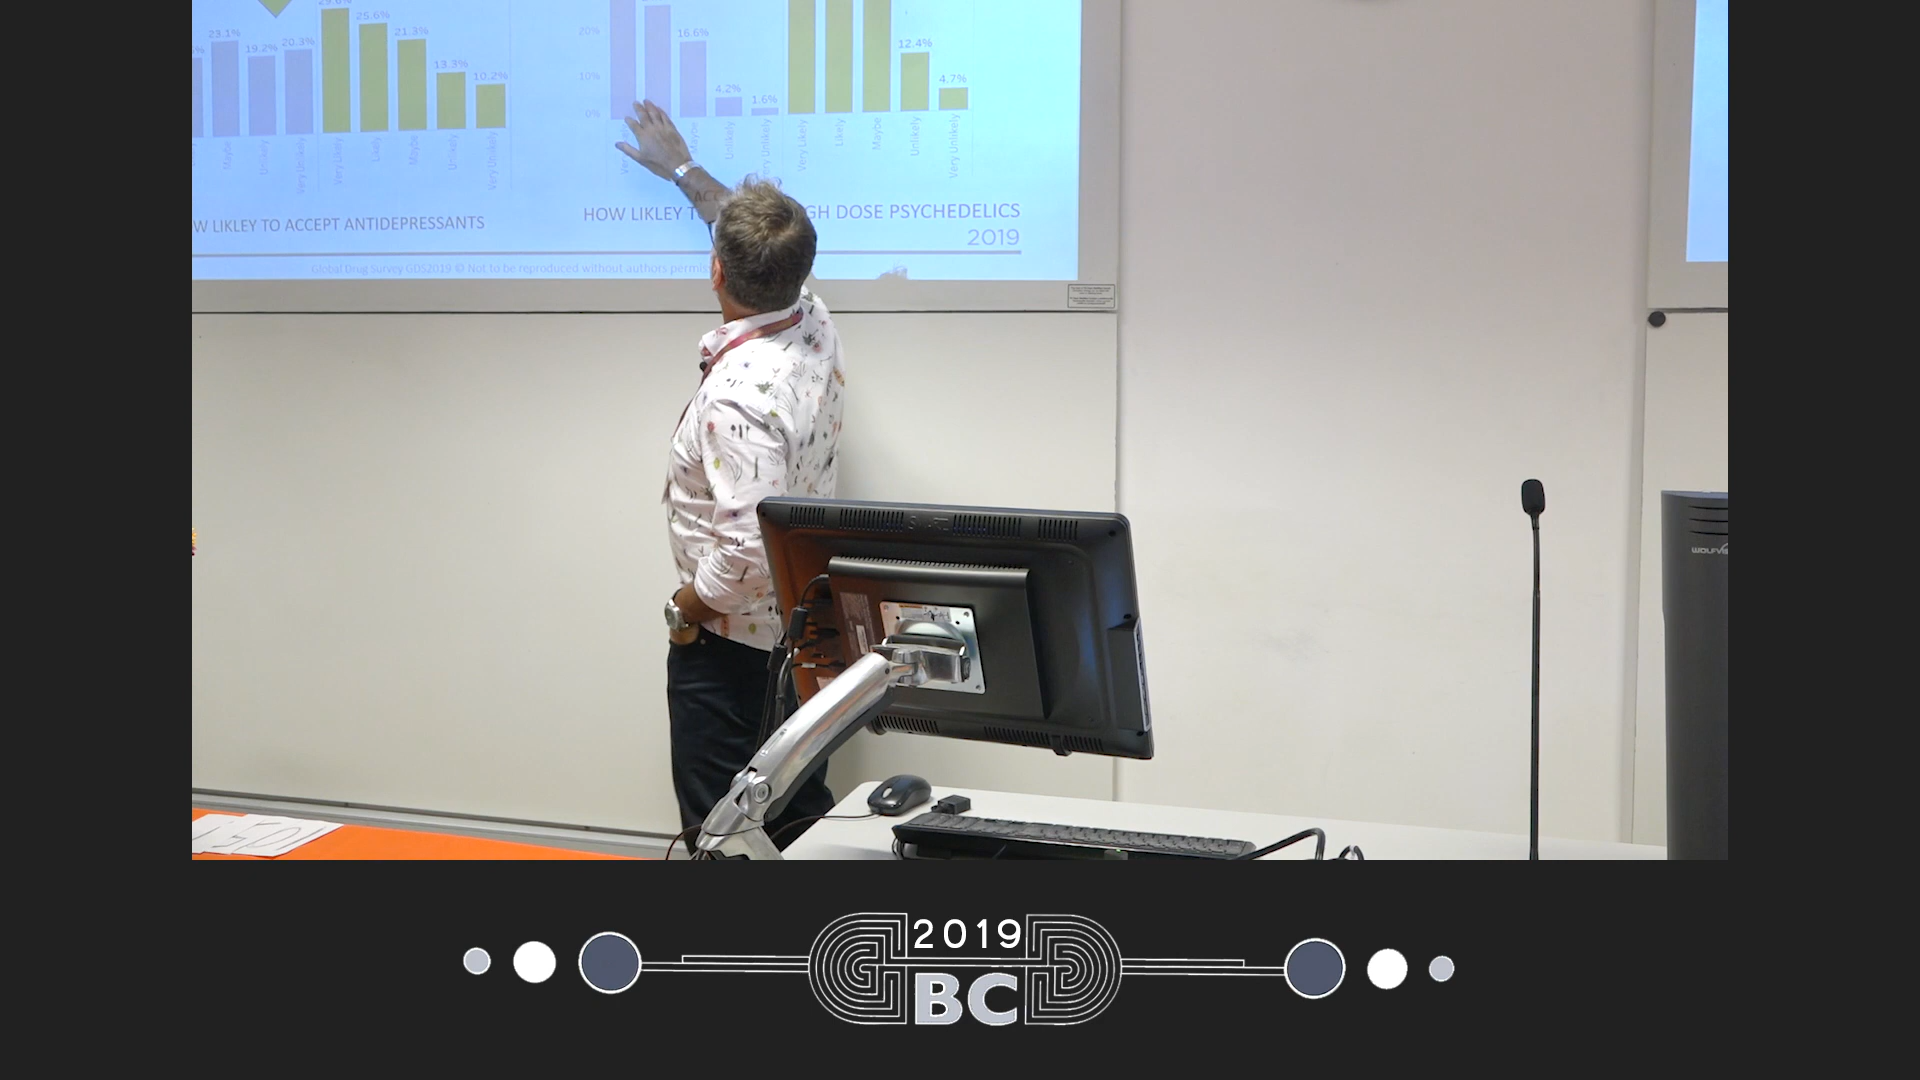 29.6%
25.6%
23.1%
21.3%
19.2%
20.3%
13.3%
10.2%
Maybe
Unlikely
Very Unlikely
Very Likely
Likely
Maybe
Unlikely
Very Unlikely
LIKLEY TO ACCEPT ANTIDEPRESSANTS
20%
10%
0%
16.6%
4.2%
1.6%
12.4%
4.7%
Maybe
Unlikely
Very Unlikely
Very Likely
Likely
Maybe
Unlikely
Very Unlikely
HOW LIKLEY DOSE PSYCHEDELICS
2019
Global Drug Survey GDS2019 © Not to be reproduced without authors
SMART
2019
BC